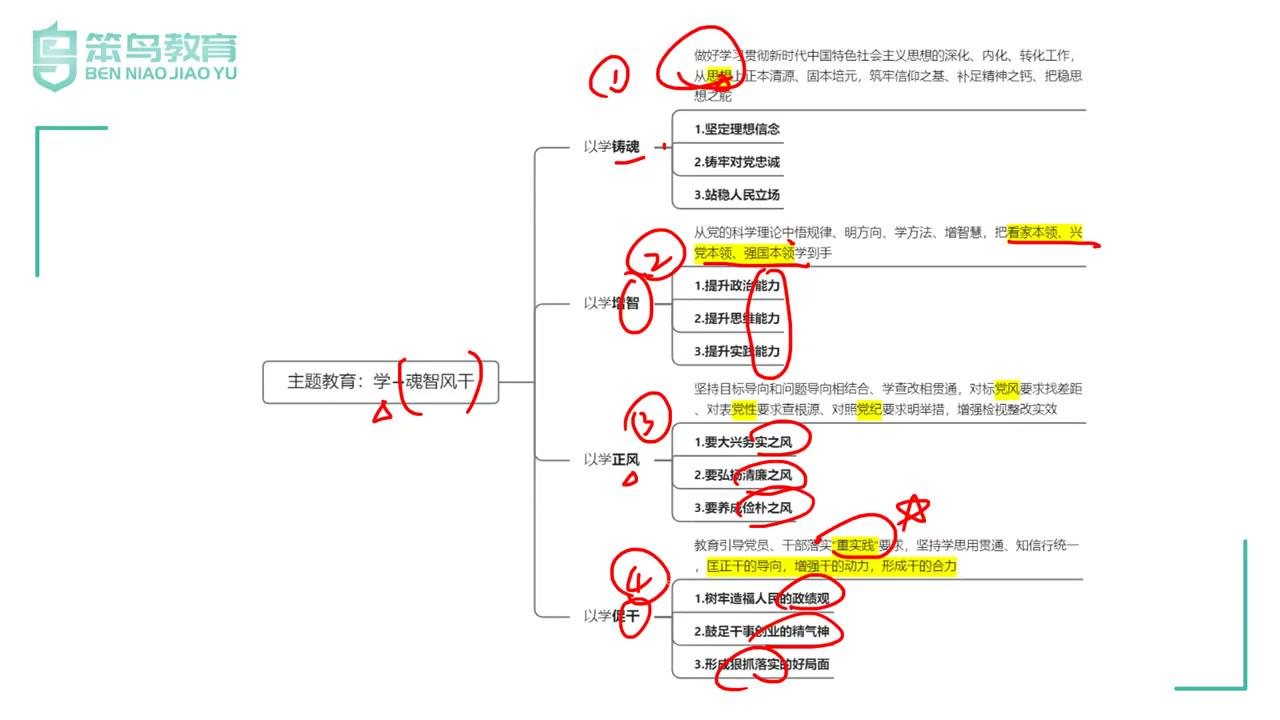 笨鸟教育
BEN NIAO JIAO YU
①
做好学习贯彻新时代中国特色社会主义思想的深化、内化、转化工作，
从思想上正本清源、固本培元，筑牢信仰之基、补足精神之钙、把稳思
想之舵
以学铸魂
1.坚定理想信念
2.铸牢对党忠诚
3.站稳人民立场
②
从党的科学理论中悟规律、明方向、学方法、增智慧，把看家本领、兴
党本领、强国本领学到手
以学增智
1.提升政治能力
2.提升思维能力
3.提升实践能力
主题教育：学-魂智风干
③
坚持目标导向和问题导向相结合、学查改相贯通，对标党风要求找差距
、对表党性要求查根源、对照党纪要求明举措，增强检视整改实效
以学正风
1.要大兴务实之风
2.要弘扬清廉之风
3.要养成俭朴之风
④
教育引导党员、干部落实"重实践"要求，坚持学思用贯通、知信行统一
，匡正干的导向，增强干的动力，形成干的合力
以学促干
1.树牢造福人民的政绩观
2.鼓足干事创业的精气神
3.形成狠抓落实的好局面